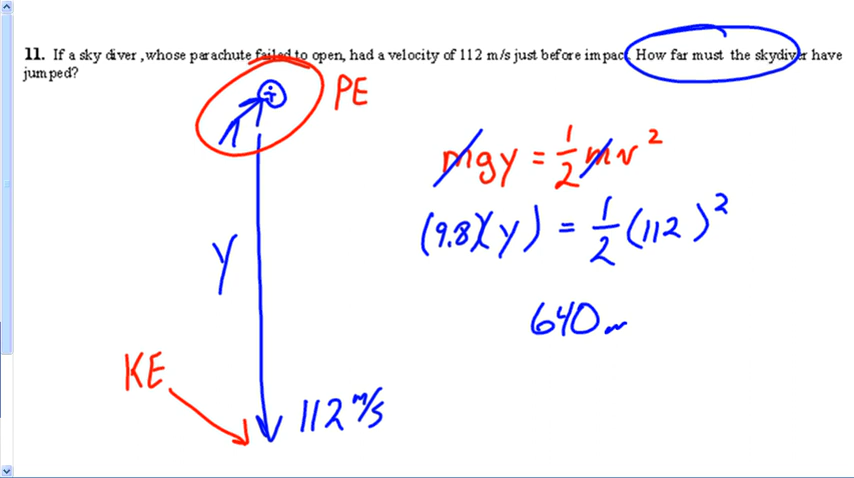 11. If a sky diver ,whose parachute failed to open, had a velocity of 112 m/s just before impact. How far must the skydiver have
jumped?
PE
mgy = 1/2 mv²
(9.8)(y) = 1/2 (112)²
y
640m
KE
112 m/s